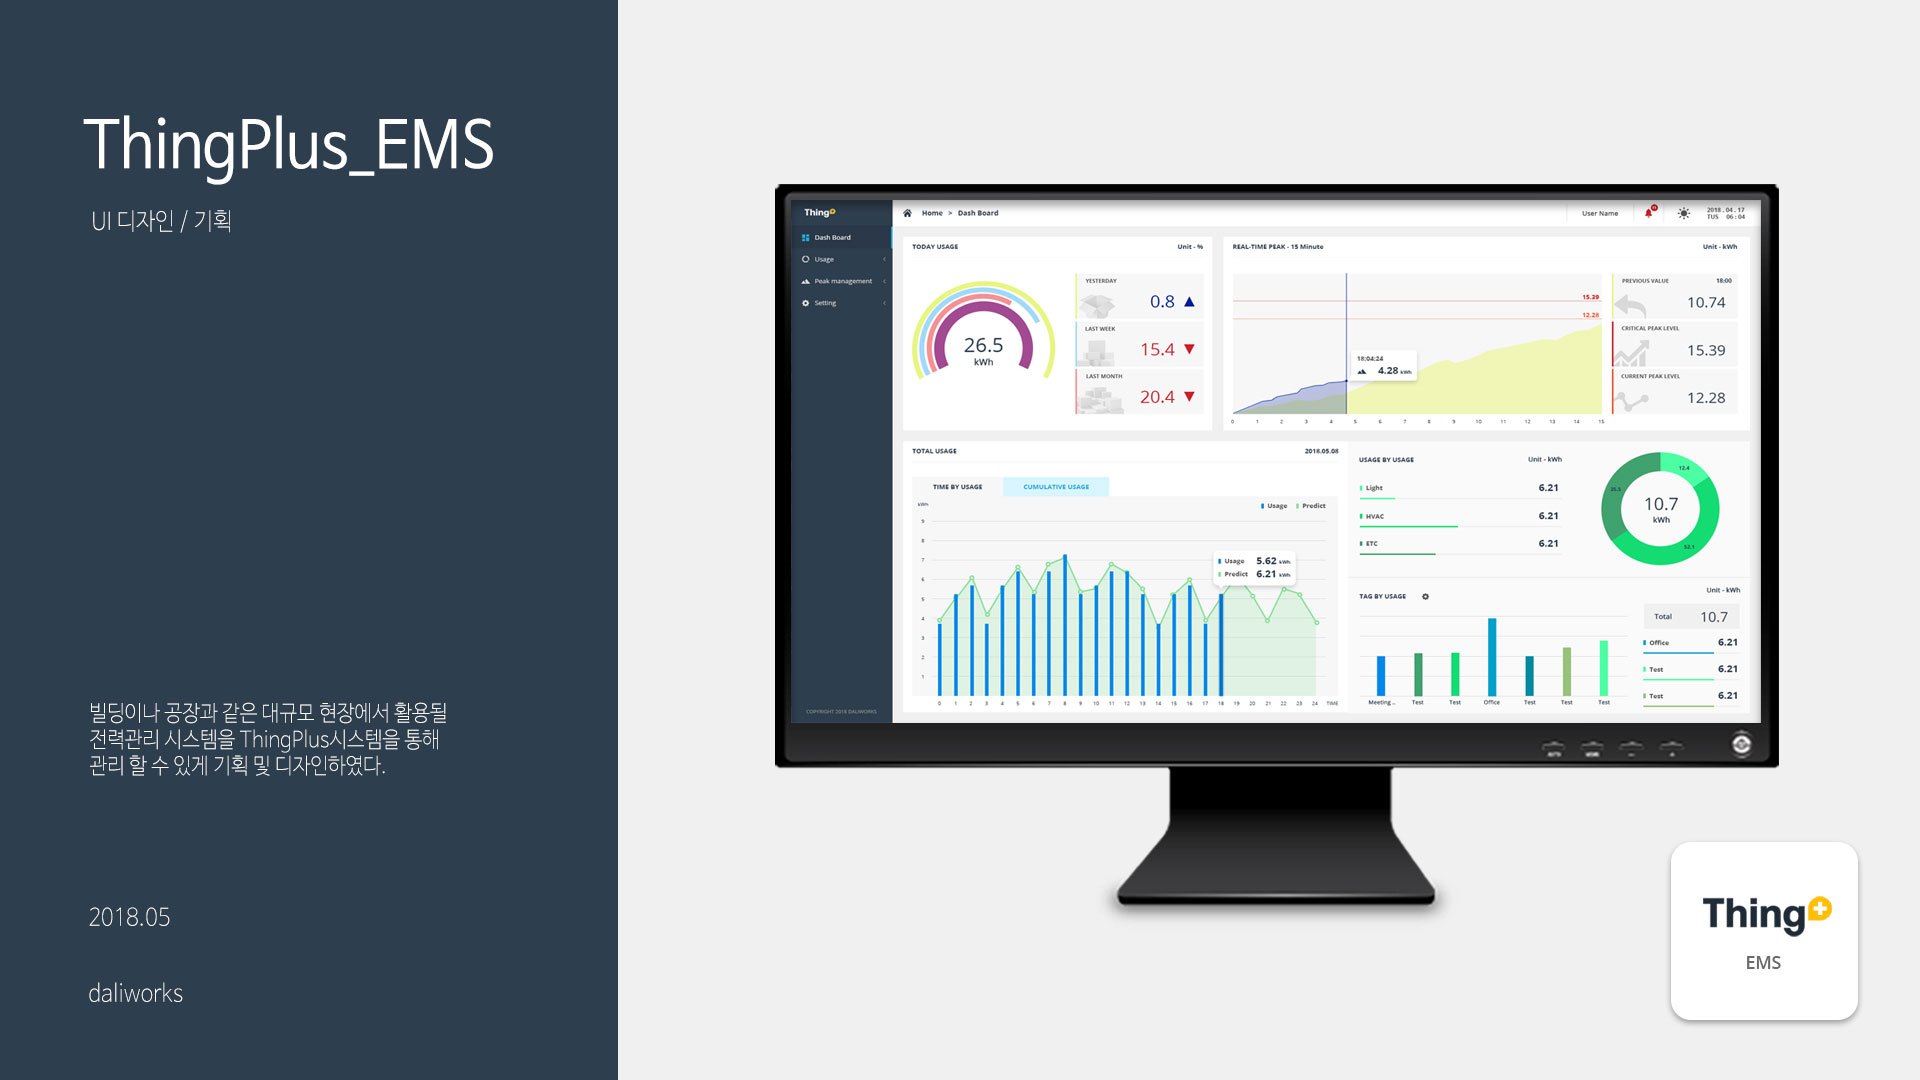 ThingPlus_EMS
UI 디자인 / 기획
빌딩이나 공장과 같은 대규모 현장에서 활용될
전력관리 시스템을 ThingPlus시스템을 통해
관리 할 수 있게 기획 및 디자인하였다.
2018.05
daliworks
Thing+
Dash Board
Usage
Peak management
Setting
COPYRIGHT 2018 DALIWORKS
Home > Dash Board
User Name
2018.04.17
TUS 06:04
TODAY USAGE
Unit - %
26.5
kWh
YESTERDAY
0.8
LAST WEEK
15.4
LAST MONTH
20.4
REAL-TIME PEAK - 15 Minute
Unit - kWh
15.39
12.28
18:04:24
4.28 kWh
0 1 2 3 4 5 6 7 8 9 10 11 12 13 14 15
PREVIOUS VALUE 18:00
10.74
CRITICAL PEAK LEVEL
15.39
CURRENT PEAK LEVEL
12.28
TOTAL USAGE
2018.05.08
TIME BY USAGE
CUMULATIVE USAGE
kWh
Usage Predict
9
8
7
6
5
4
3
2
1
Usage 5.62 kWh
Predict 6.21 kWh
0 1 2 3 4 5 6 7 8 9 10 11 12 13 14 15 16 17 18 19 20 21 22 23 24 TIME
USAGE BY USAGE
Unit - kWh
Light 6.21
HVAC 6.21
ETC 6.21
13.4
52.1
10.7
kWh
TAG BY USAGE
Unit - kWh
Meeting ..
Test
Test
Office
Test
Test
Test
Total 10.7
Office 6.21
Test 6.21
Test 6.21
Thing+
EMS